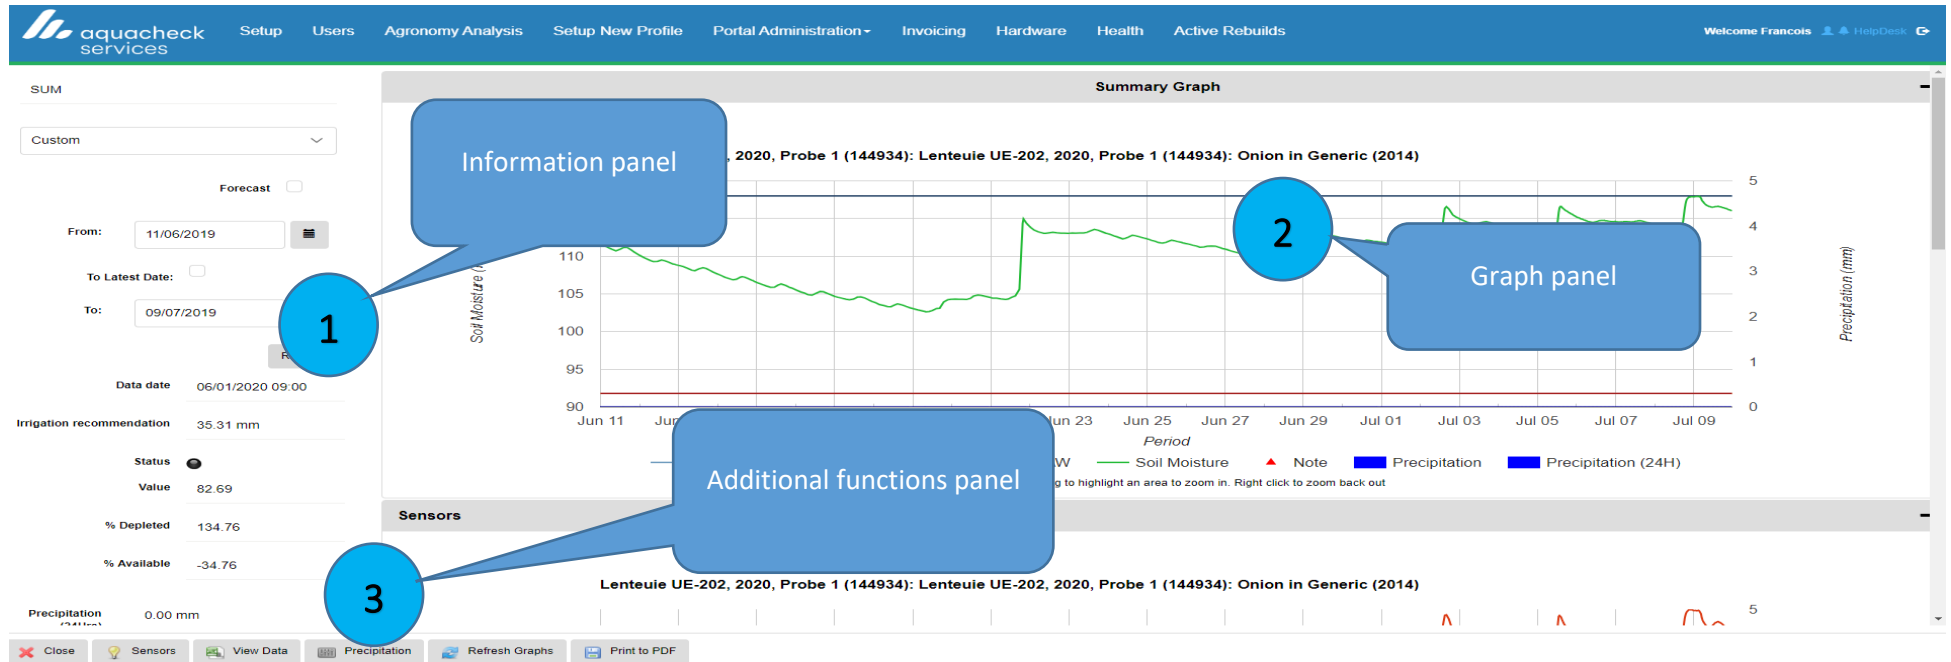 aquacheck
services
Setup
Users
Agronomy Analysis
Setup New Profile
Portal Administration
Invoicing
Hardware
Health
Active Rebuilds
Welcome Francois
HelpDesk
SUM
Custom
Forecast
From:
11/06/2019
To Latest Date:
To:
09/07/2019
Data date
06/01/2020 09:00
Irrigation recommendation
35.31 mm
Status
Value
82.69
% Depleted
134.76
% Available
-34.76
Precipitation
0.00 mm
Summary Graph
, 2020, Probe 1 (144934): Lenteuie UE-202, 2020, Probe 1 (144934): Onion in Generic (2014)
Information panel
1
2
Graph panel
Soil Moisture
110
105
100
95
90
5
4
3
2
1
0
Precipitation (mm)
Jun 11
Jun 23
Jun 25
Jun 27
Jun 29
Jul 01
Jul 03
Jul 05
Jul 07
Jul 09
Period
Soil Moisture
Note
Precipitation
Precipitation (24H)
to highlight an area to zoom in. Right click to zoom back out
Additional functions panel
3
Sensors
Lenteuie UE-202, 2020, Probe 1 (144934): Lenteuie UE-202, 2020, Probe 1 (144934): Onion in Generic (2014)
5
Close
Sensors
View Data
Precipitation
Refresh Graphs
Print to PDF